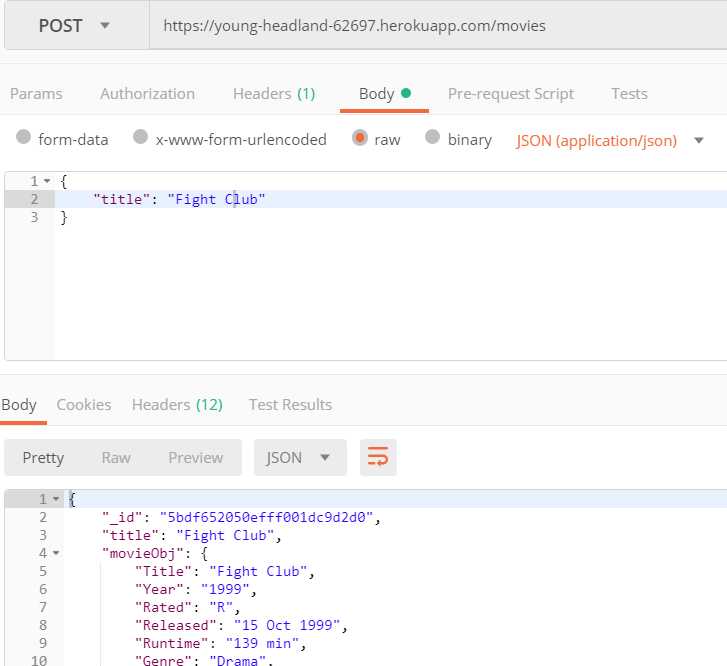 POST https://young-headland-62697.herokuapp.com/movies
Params Authorization Headers (1) Body Pre-request Script Tests
form-data x-www-form-urlencoded raw binary JSON (application/json)
1 {
2 "title": "Fight Club"
3 }
Body Cookies Headers (12) Test Results
Pretty Raw Preview JSON
1 {
2 "_id": "5bdf652050efff001dc9d2d0",
3 "title": "Fight Club",
4 "movieObj": {
5 "Title": "Fight Club",
6 "Year": "1999",
7 "Rated": "R",
8 "Released": "15 Oct 1999",
9 "Runtime": "139 min",
10 "Genre": "Drama",